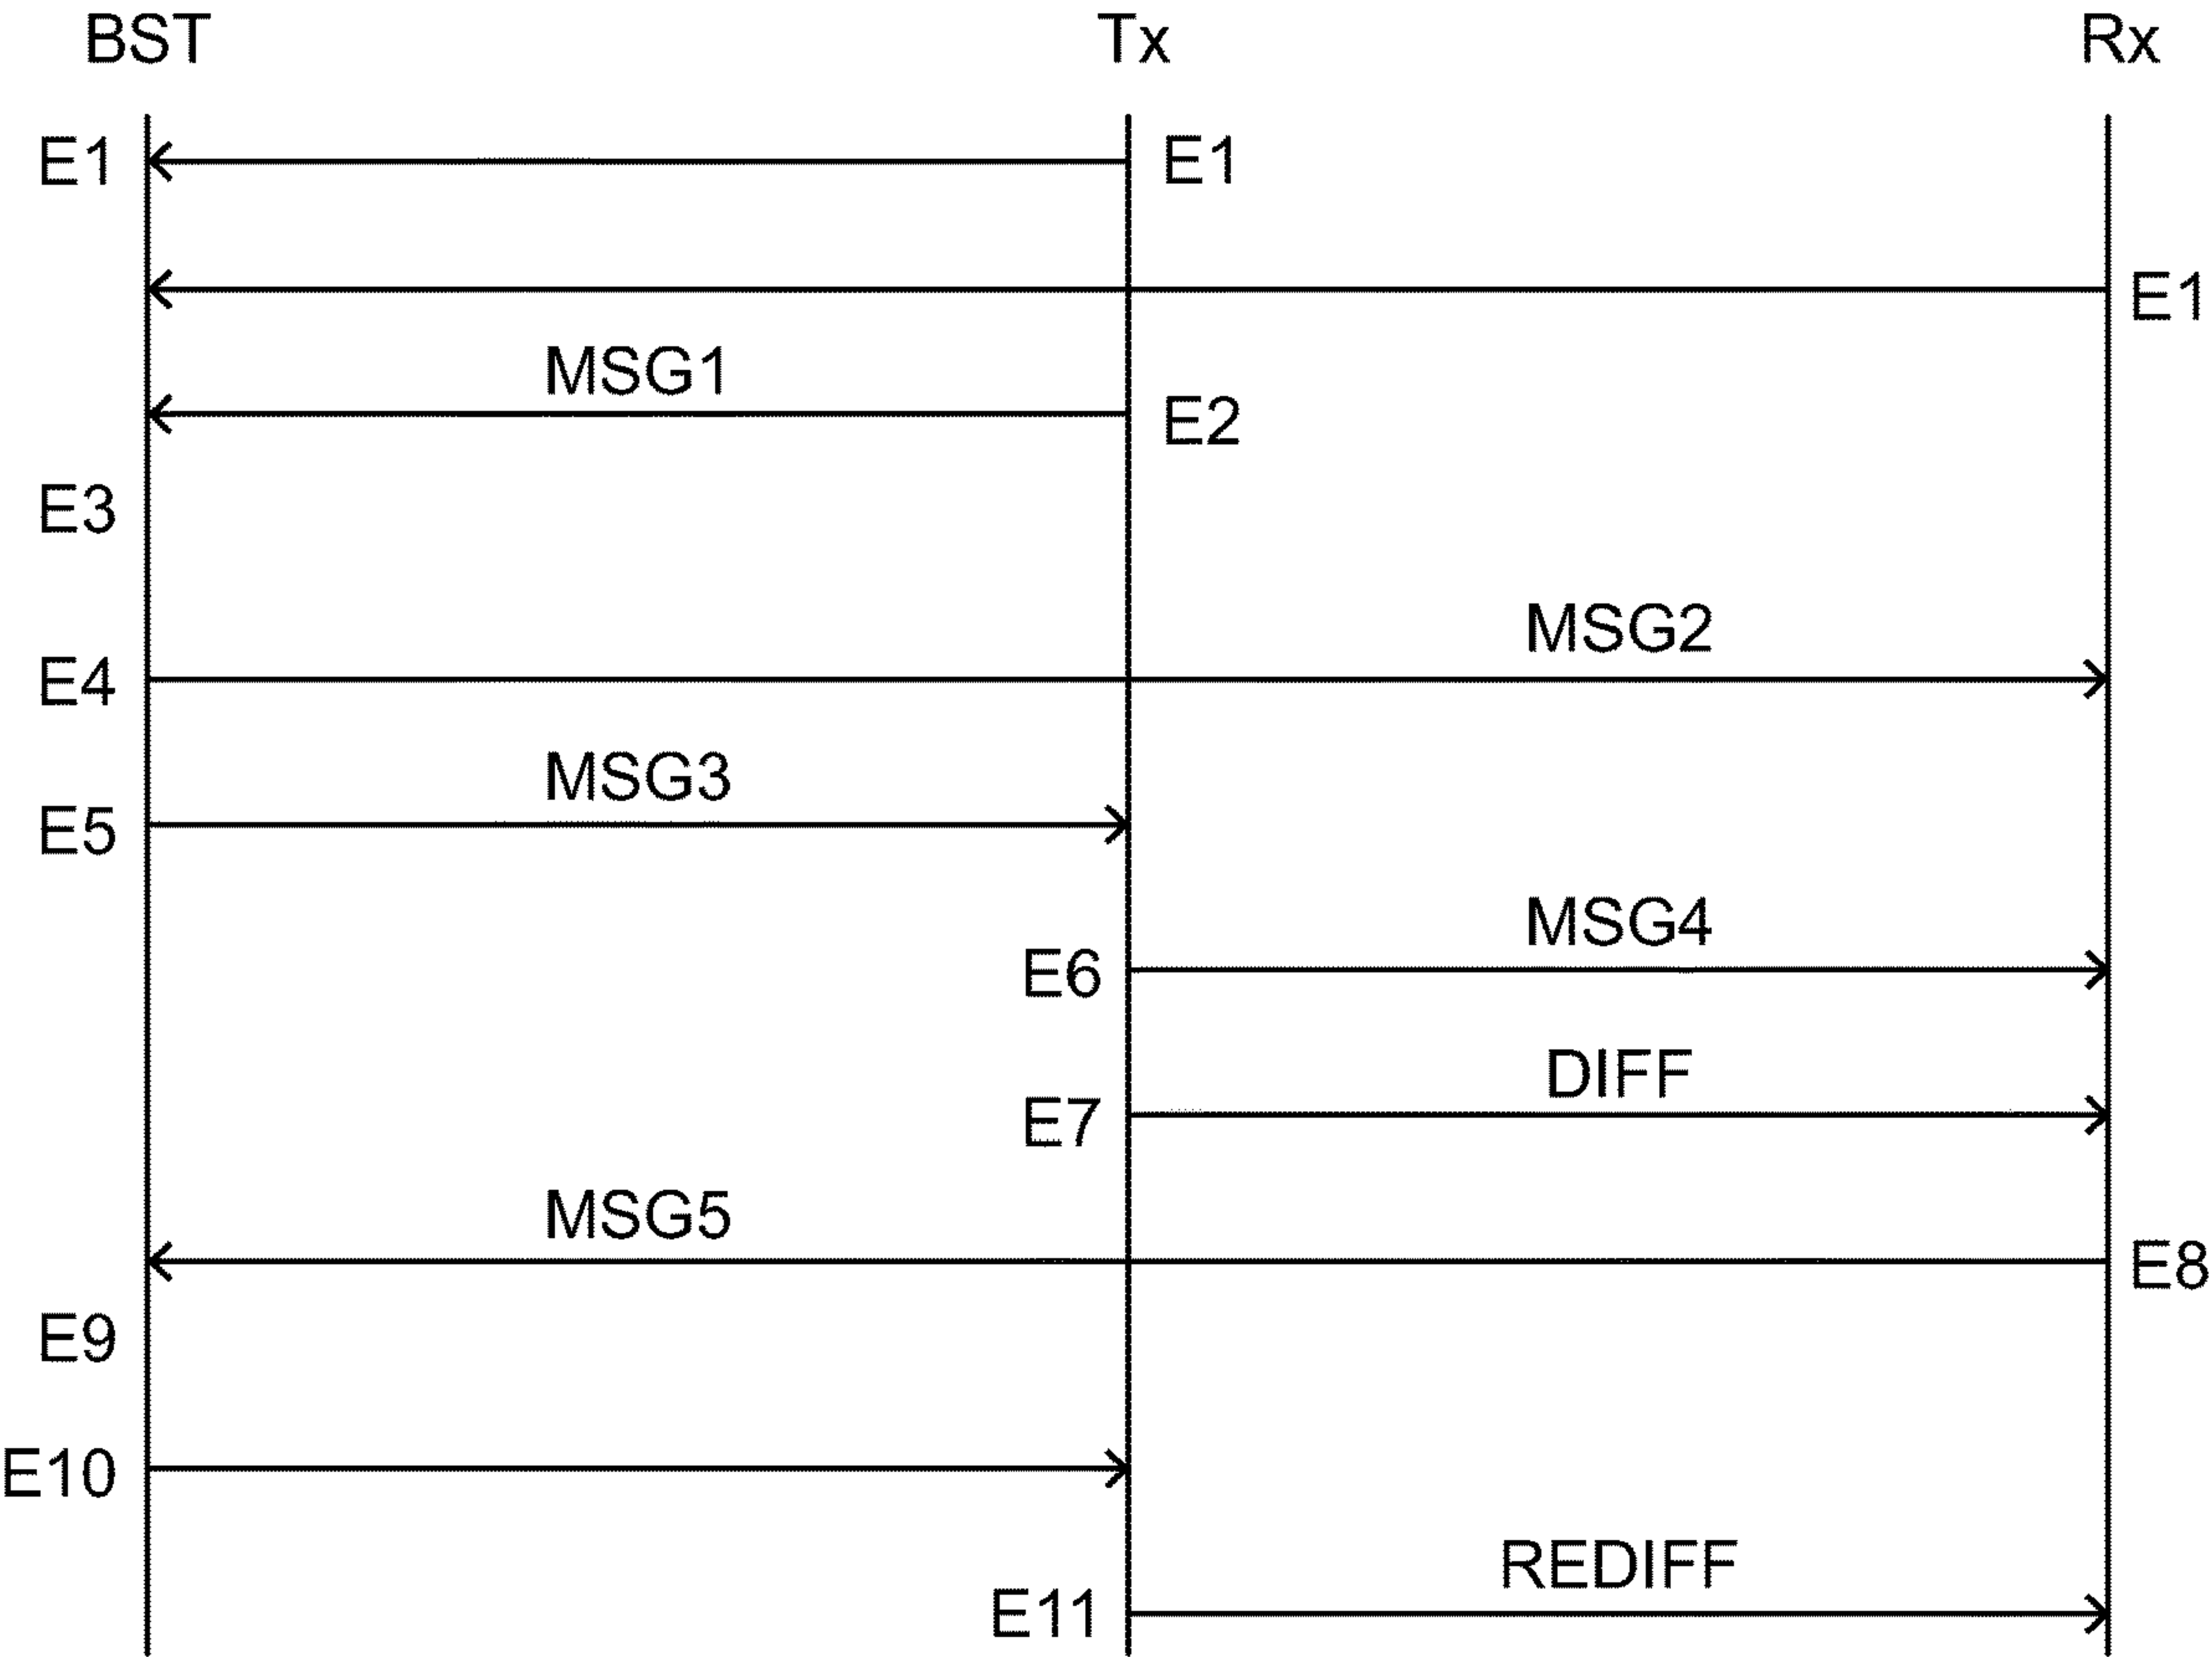 BST Tx Rx
E1 E1
E1
MSG1
E2
E3
MSG2
E4
MSG3
E5
MSG4
E6
DIFF
E7
MSG5
E8
E9
E10
REDIFF
E11